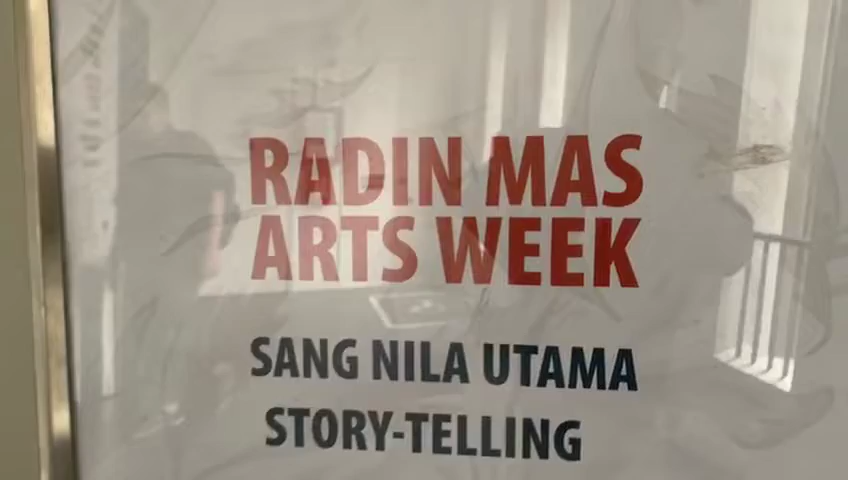 RADIN MAS
ARTS WEEK
SANG NILA UTAMA
STORY-TELLING